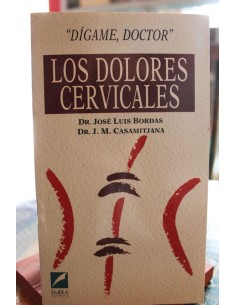 "DÍGAME, DOCTOR"
LOS DOLORES
CERVICALES
DR. JOSÉ LUIS BORDAS
DR. J. M. CASAMITJANA